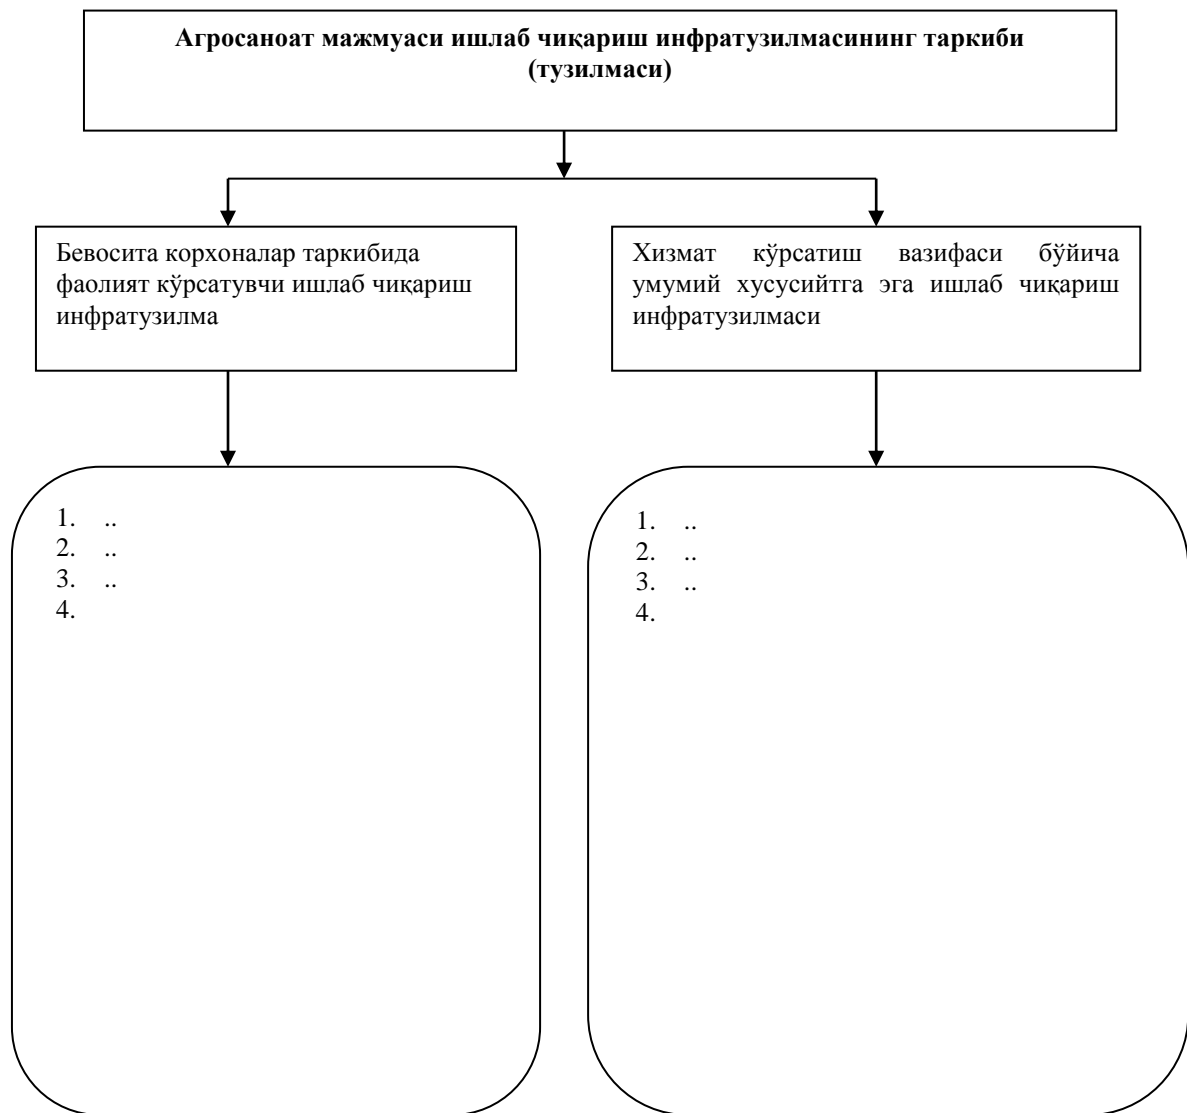 Агросаноат мажмуаси ишлаб чиқариш инфратузилмасининг таркиби
(тузилмаси)
Бевосита корхоналар таркибида
фаолият кўрсатувчи ишлаб чиқариш
инфратузилма
Хизмат кўрсатиш вазифаси бўйича
умумий хусусийтга эга ишлаб чиқариш
инфратузилмаси
1. ..
2. ..
3. ..
4.
1. ..
2. ..
3. ..
4.